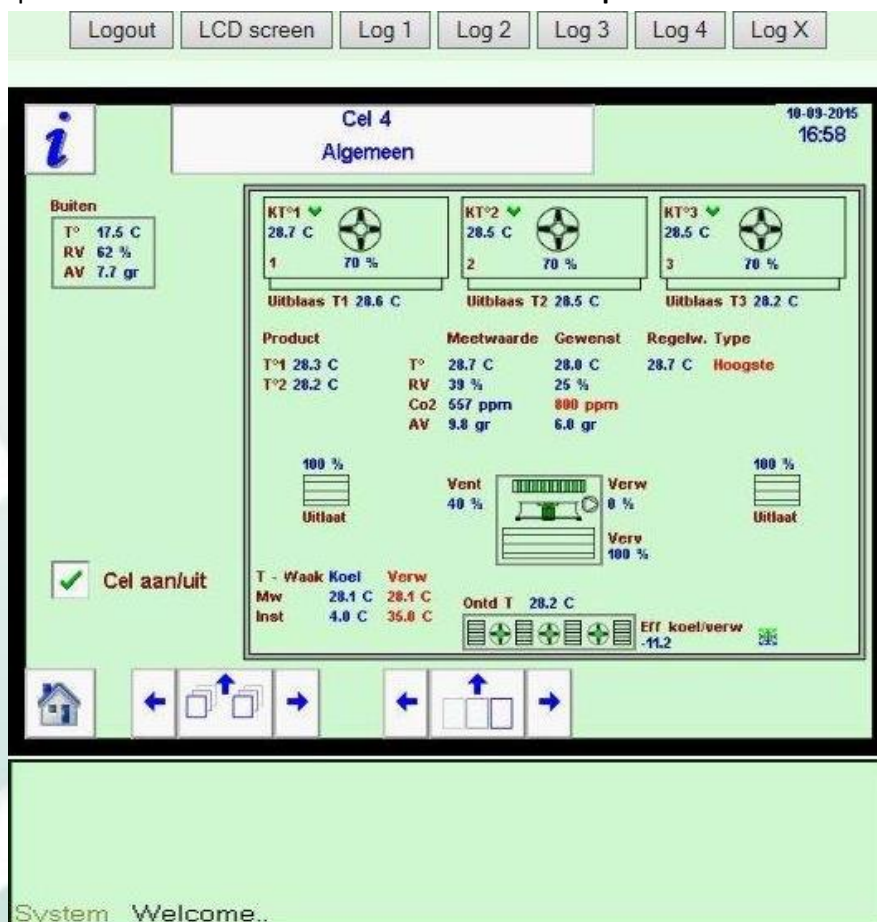 Logout LCD screen Log 1 Log 2 Log 3 Log 4 Log X
i Cel 4 10-09-2015
Algemeen 16:58
Buiten
T° 17.5 C
RV 62 %
AV 7.7 gr
KT°1 KT°2 KT°3
28.7 C 28.5 C 28.5 C
1 70 % 2 70 % 3 70 %
Uitblaas T1 28.6 C Uitblaas T2 28.5 C Uitblaas T3 28.2 C
Product Meetwaarde Gewenst Regelw. Type
T°1 28.3 C T° 28.7 C 28.0 C 28.7 C Hoogste
T°2 28.2 C RV 39 % 25 %
Co2 557 ppm 800 ppm
AV 9.8 gr 6.0 gr
100 % 100 %
Vent Verw
40 % 0 %
Uitlaat Uitlaat
Verv
100 %
Cel aan/uit
T - Waak Koel Verw
Mw 28.1 C 28.1 C
Inst 4.0 C 35.0 C
Ontd T 28.2 C
Eff koel/verw
-11.2
System Welcome..